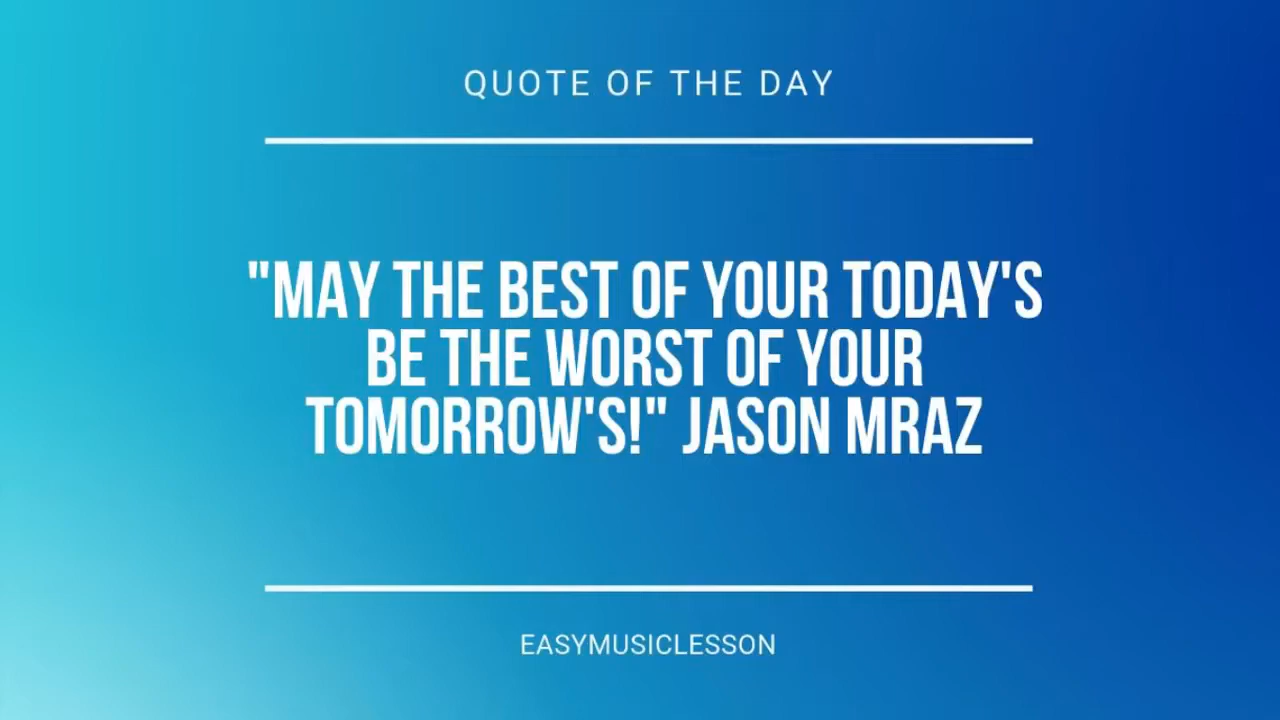 QUOTE OF THE DAY
"MAY THE BEST OF YOUR TODAY'S
BE THE WORST OF YOUR
TOMORROW'S!" JASON MRAZ
EASYMUSICLESSON